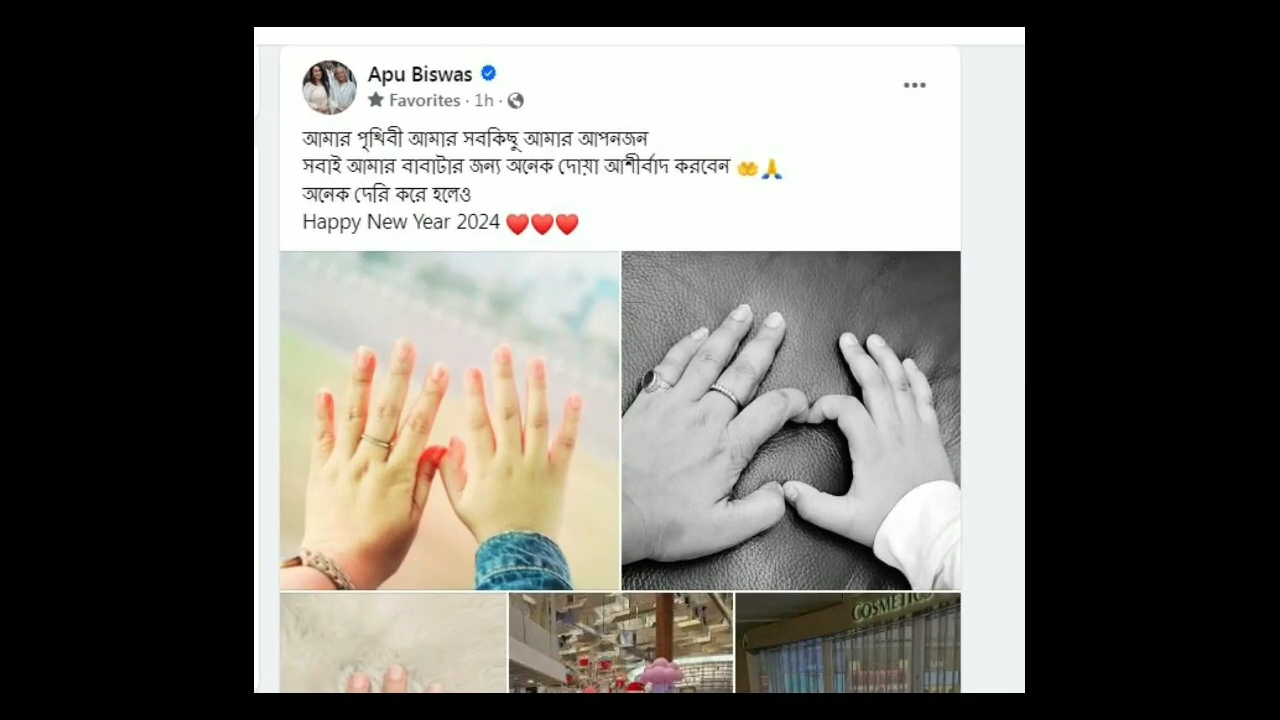 Apu Biswas
Favorites · 1h ·
আমার পৃথিবী আমার সবকিছু আমার আপনজন
সবাই আমার বাবাটার জন্য অনেক দোয়া আশীর্বাদ করবেন 🤲🙏
অনেক দেরি করে হলেও
Happy New Year 2024 ❤️❤️❤️
COSMETICS